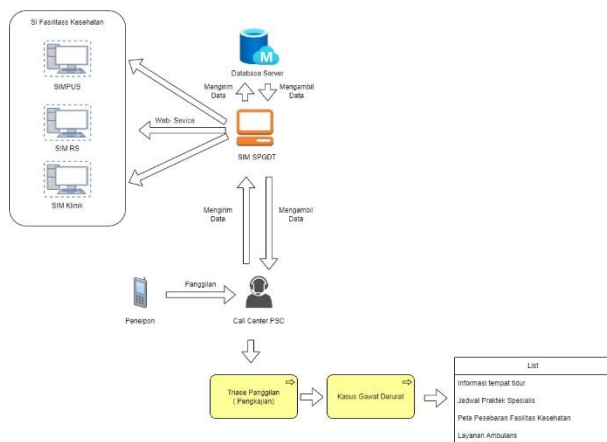 SI Fasilitass Kesehatan
SIMPUS
SIM RS
SIM Klinik
Database Server
Mengirim
Data
Mengambil
Data
Web- Sevice
SIM SPGDT
Mengirim
Data
Mengambil
Data
Panggilan
Penelpon
Call Center PSC
Triase Panggilan
( Pengkajian)
Kasus Gawat Darurat
List
Informasi tempat tidur
Jadwal Praktek Spesialis
Peta Pesebaran Fasilitas Kesehatan
Layanan Ambulans